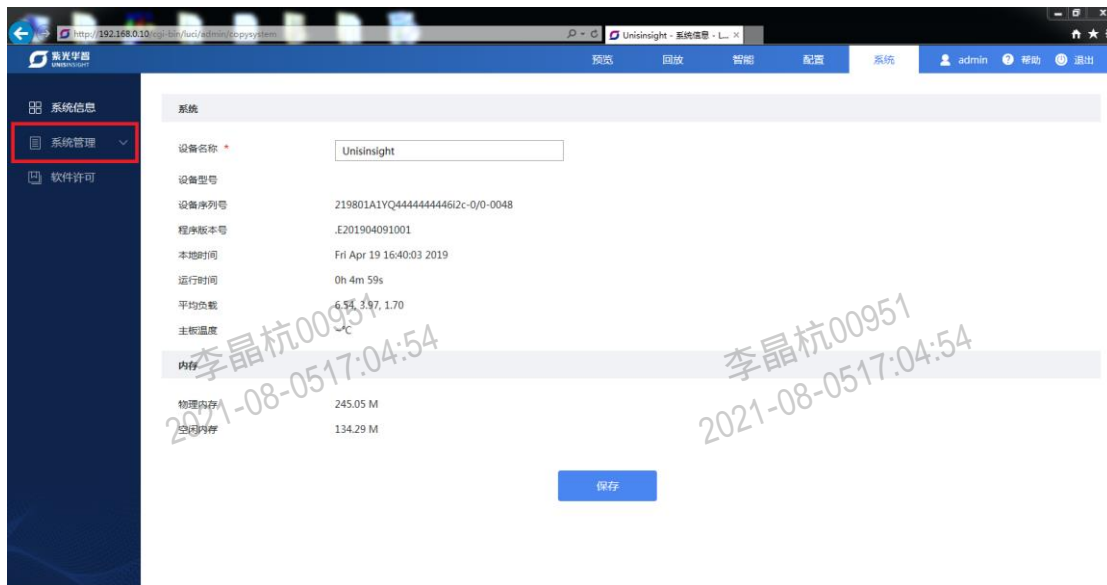 http://192.168.0.10/cgi-bin/luci/admin/copysystem
Unisinsight - 系统信息 - L... ×
紫光华智
UNISINSIGHT
预览 回放 智能 配置 系统 admin 帮助 退出
系统信息
系统管理
软件许可
系统
设备名称 * Unisinsight
设备型号
设备序列号 219801A1YQ4444444446i2c-0/0-0048
程序版本号 .E201904091001
本地时间 Fri Apr 19 16:40:03 2019
运行时间 0h 4m 59s
平均负载 6.54, 3.97, 1.70
主板温度 --℃
内存
物理内存 245.05 M
空闲内存 134.29 M
保存
李晶杭00951
2021-08-0517:04:54
李晶杭00951
2021-08-0517:04:54